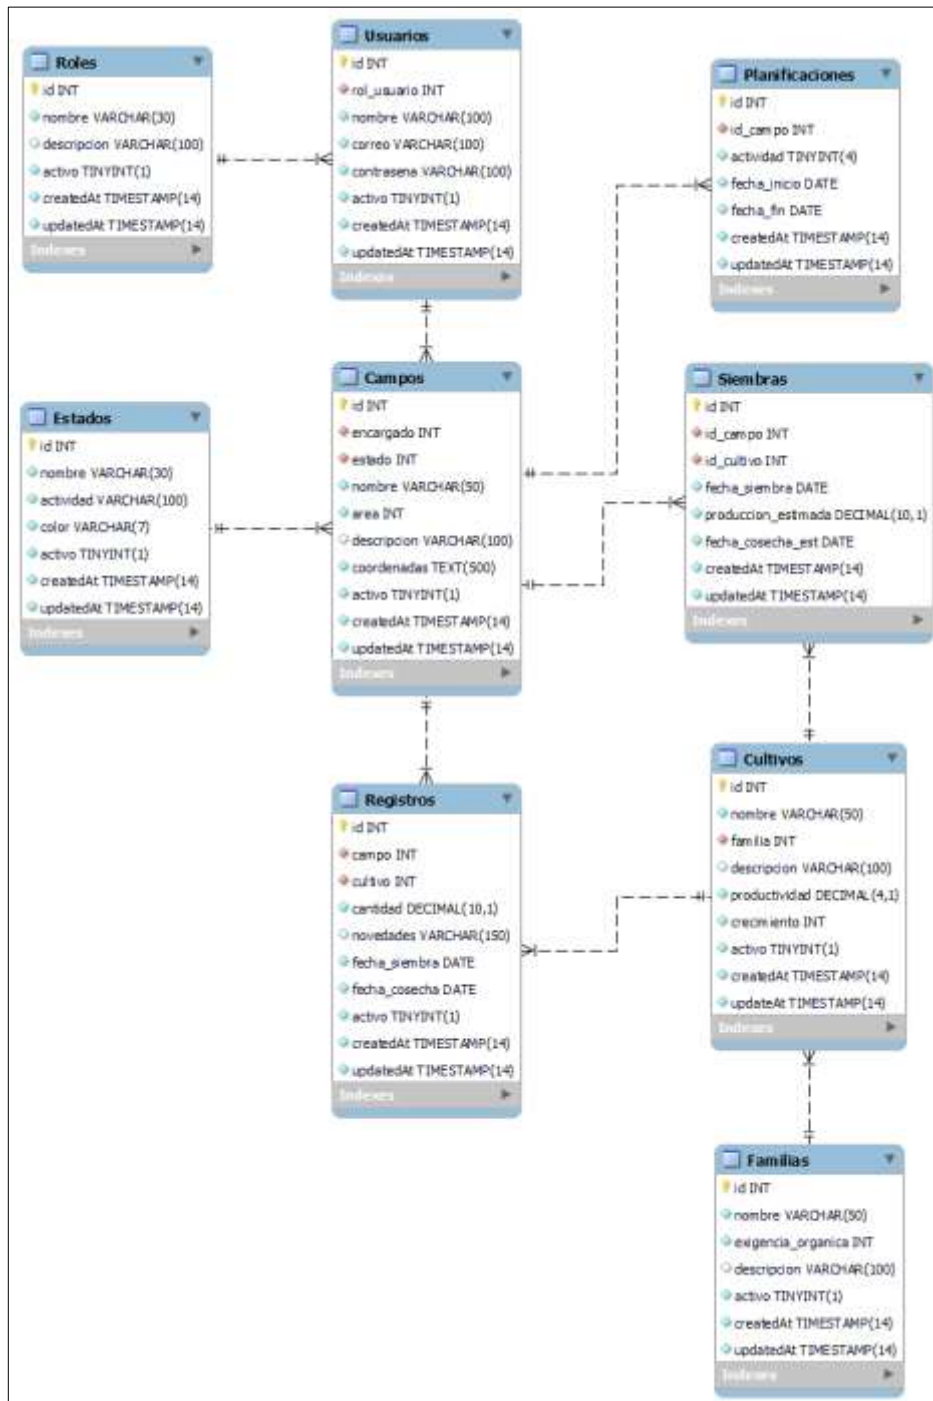 Roles
id INT
nombre VARCHAR(30)
descripcion VARCHAR(100)
activo TINYINT(1)
createdAt TIMESTAMP(14)
updatedAt TIMESTAMP(14)
Indexes
Usuarios
id INT
rol_usuario INT
nombre VARCHAR(100)
correo VARCHAR(100)
contrasena VARCHAR(100)
activo TINYINT(1)
createdAt TIMESTAMP(14)
updatedAt TIMESTAMP(14)
Indexes
Planificaciones
id INT
id_campo INT
actividad TINYINT(4)
fecha_inicio DATE
fecha_fin DATE
createdAt TIMESTAMP(14)
updatedAt TIMESTAMP(14)
Indexes
Estados
id INT
nombre VARCHAR(30)
actividad VARCHAR(100)
color VARCHAR(7)
activo TINYINT(1)
createdAt TIMESTAMP(14)
updatedAt TIMESTAMP(14)
Indexes
Campos
id INT
encargado INT
estado INT
nombre VARCHAR(50)
area INT
descripcion VARCHAR(100)
coordenadas TEXT(500)
activo TINYINT(1)
createdAt TIMESTAMP(14)
updatedAt TIMESTAMP(14)
Indexes
Siembras
id INT
id_campo INT
id_cultivo INT
fecha_siembra DATE
produccion_estimada DECIMAL(10,1)
fecha_cosecha_est DATE
createdAt TIMESTAMP(14)
updatedAt TIMESTAMP(14)
Indexes
Registros
id INT
campo INT
cultivo INT
cantidad DECIMAL(10,1)
novedades VARCHAR(150)
fecha_siembra DATE
fecha_cosecha DATE
activo TINYINT(1)
createdAt TIMESTAMP(14)
updatedAt TIMESTAMP(14)
Indexes
Cultivos
id INT
nombre VARCHAR(50)
familia INT
descripcion VARCHAR(100)
productividad DECIMAL(4,1)
crecimiento INT
activo TINYINT(1)
createdAt TIMESTAMP(14)
updateAt TIMESTAMP(14)
Indexes
Familias
id INT
nombre VARCHAR(50)
exigencia_organica INT
descripcion VARCHAR(100)
activo TINYINT(1)
createdAt TIMESTAMP(14)
updatedAt TIMESTAMP(14)
Indexes